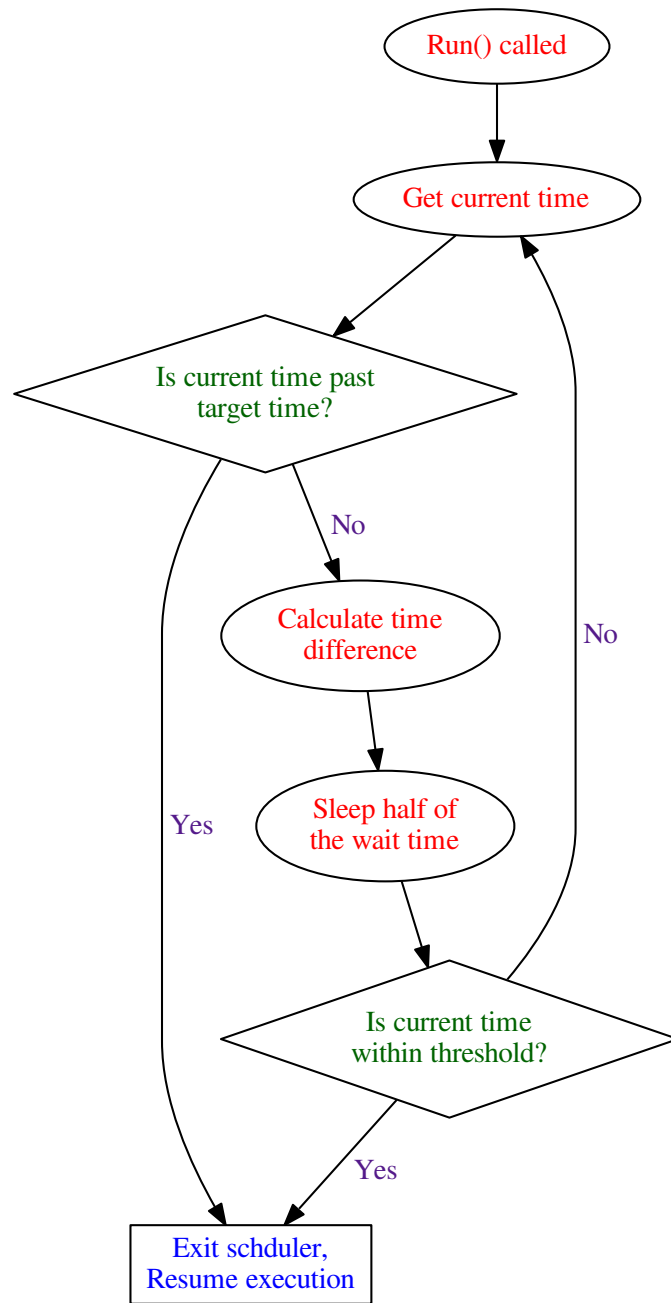 Run() called
Get current time
Is current time past
target time?
No
Calculate time
difference
No
Sleep half of
the wait time
Yes
Is current time
within threshold?
Yes
Exit schduler,
Resume execution